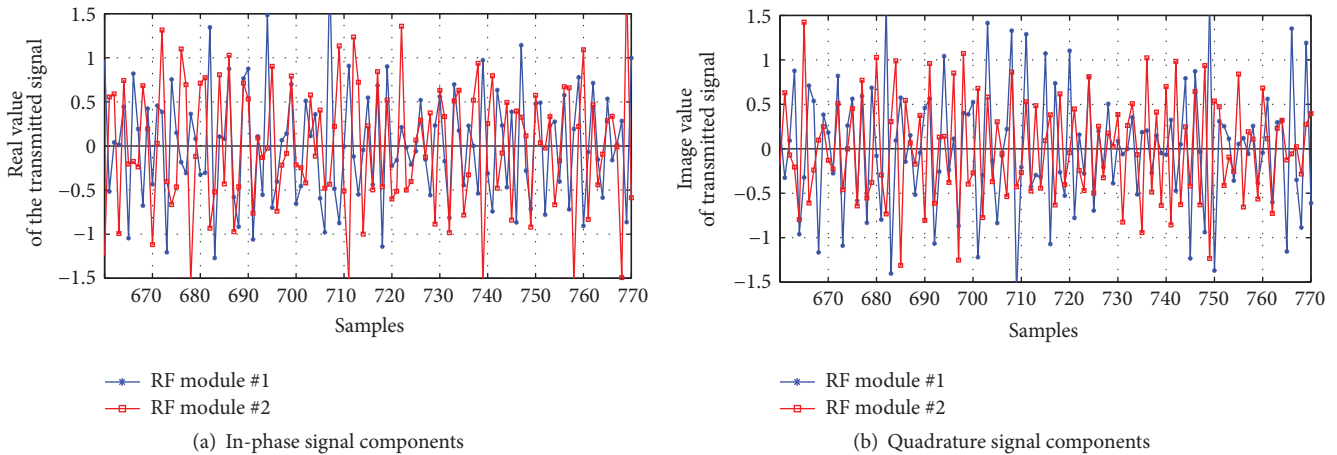 Real value
of the transmitted signal
1.5
1
0.5
0
−0.5
−1
−1.5
670 680 690 700 710 720 730 740 750 760 770
Samples
RF module #1
RF module #2
(a) In-phase signal components
Image value
of transmitted signal
1.5
1
0.5
0
−0.5
−1
−1.5
670 680 690 700 710 720 730 740 750 760 770
Samples
RF module #1
RF module #2
(b) Quadrature signal components